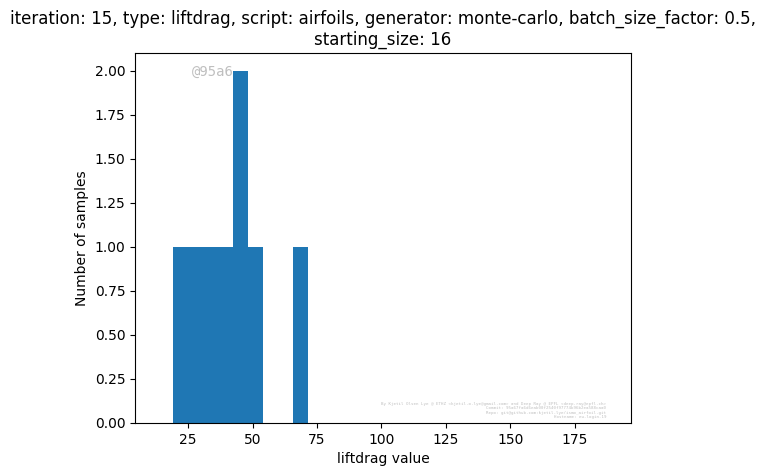 iteration: 15, type: liftdrag, script: airfoils, generator: monte-carlo, batch_size_factor: 0.5,
starting_size: 16
@95a6
2.00
1.75
1.50
1.25
1.00
0.75
0.50
0.25
0.00
Number of samples
25 50 75 100 125 150 175
liftdrag value